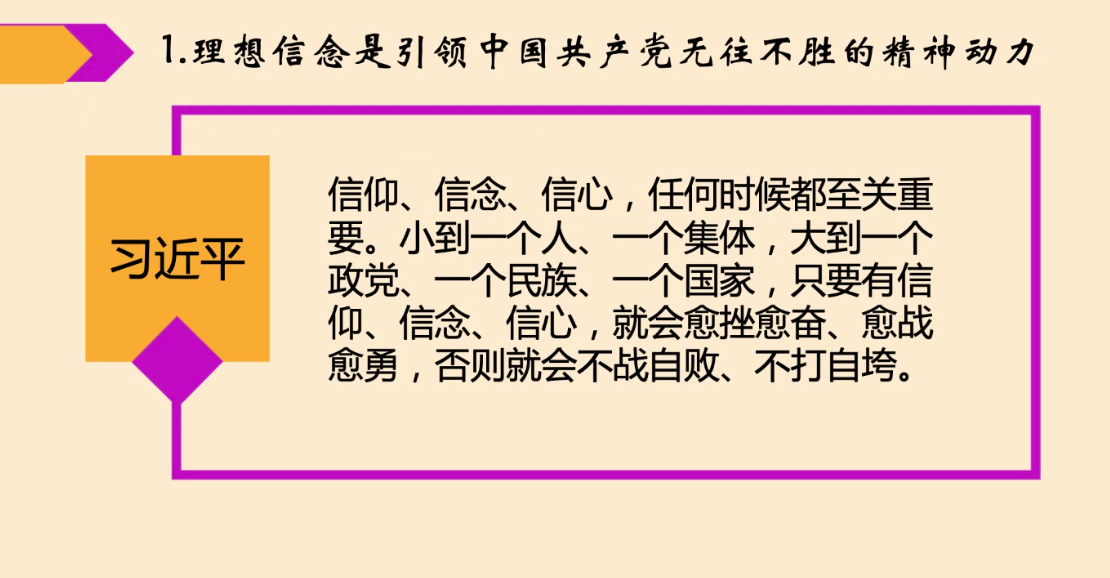 1.理想信念是引领中国共产党无往不胜的精神动力
习近平
信仰、信念、信心，任何时候都至关重
要。小到一个人、一个集体，大到一个
政党、一个民族、一个国家，只要有信
仰、信念、信心，就会愈挫愈奋、愈战
愈勇，否则就会不战自败、不打自垮。